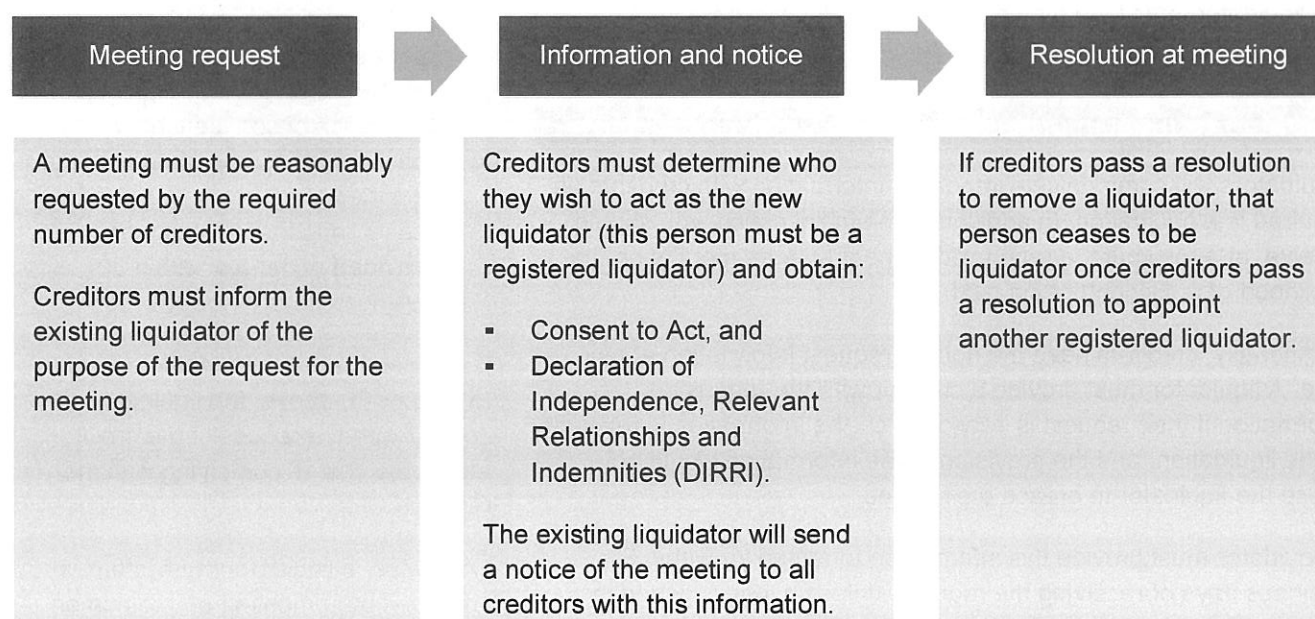 Meeting request
Information and notice
Resolution at meeting
A meeting must be reasonably
requested by the required
number of creditors.
Creditors must inform the
existing liquidator of the
purpose of the request for the
meeting.
Creditors must determine who
they wish to act as the new
liquidator (this person must be a
registered liquidator) and obtain:
▪ Consent to Act, and
▪ Declaration of
Independence, Relevant
Relationships and
Indemnities (DIRRI).
The existing liquidator will send
a notice of the meeting to all
creditors with this information.
If creditors pass a resolution
to remove a liquidator, that
person ceases to be
liquidator once creditors pass
a resolution to appoint
another registered liquidator.